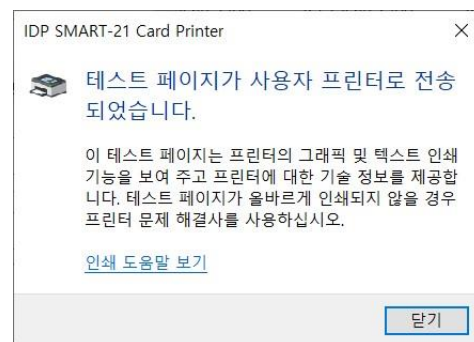 IDP SMART-21 Card Printer
테스트 페이지가 사용자 프린터로 전송
되었습니다.
이 테스트 페이지는 프린터의 그래픽 및 텍스트 인쇄
기능을 보여 주고 프린터에 대한 기술 정보를 제공합
니다. 테스트 페이지가 올바르게 인쇄되지 않을 경우
프린터 문제 해결사를 사용하십시오.
인쇄 도움말 보기
닫기